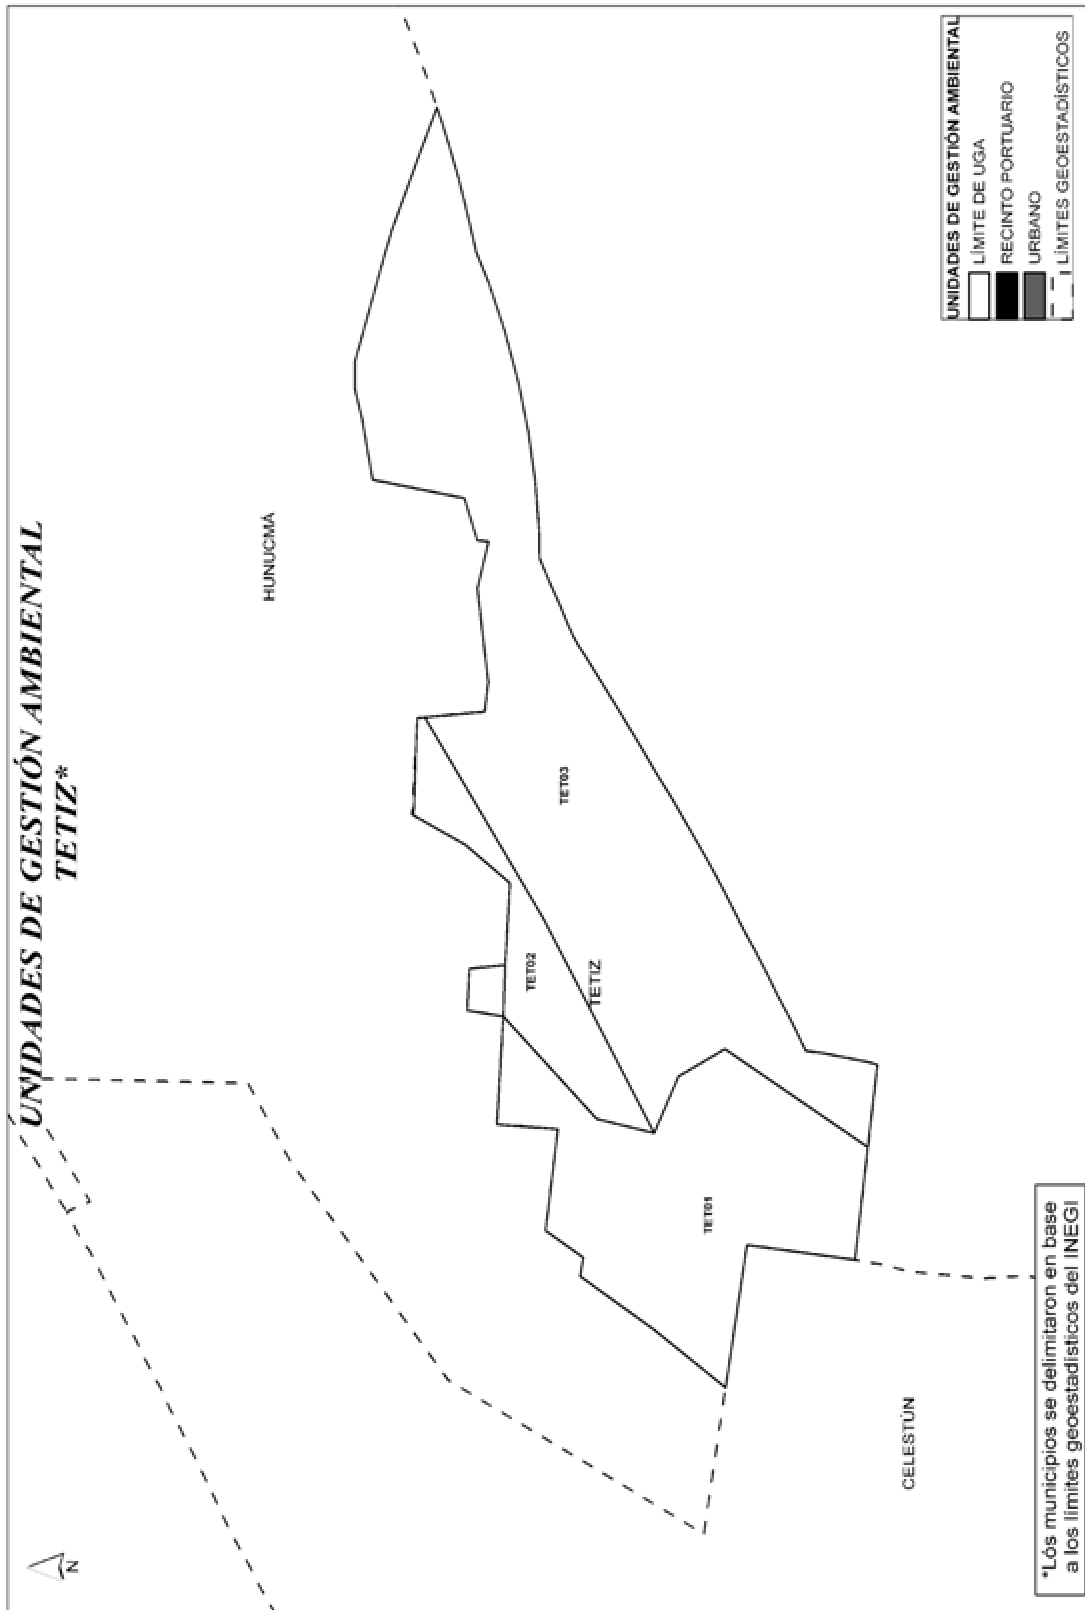 UNIDADES DE GESTIÓN AMBIENTAL
TETIZ*
N
HUNUCMÁ
TET03
TET02
TETIZ
TET01
CELESTÚN
UNIDADES DE GESTIÓN AMBIENTAL
LÍMITE DE UGA
RECINTO PORTUARIO
URBANO
LÍMITES GEOESTADÍSTICOS
*Los municipios se delimitaron en base
a los límites geoestadísticos del INEGI